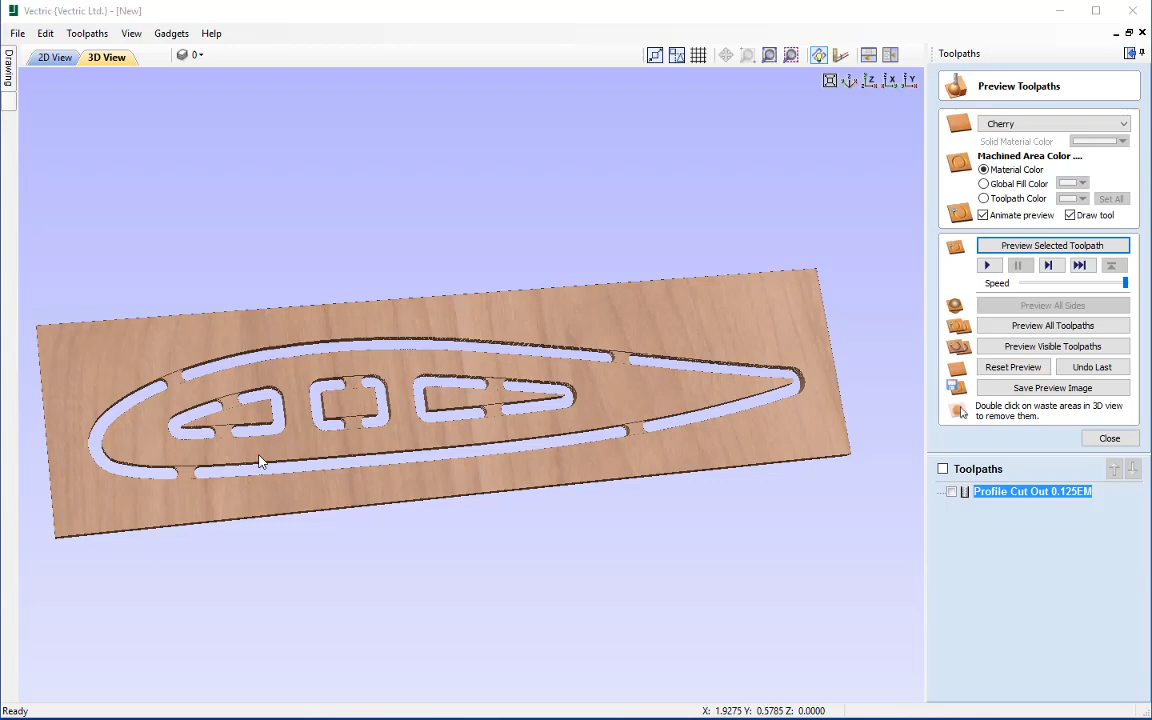 Vectric {Vectric Ltd.} - [New]
File Edit Toolpaths View Gadgets Help
Drawing
2D View 3D View 0
Z X Y
Toolpaths
Preview Toolpaths
Cherry
Solid Material Color
Machined Area Color ....
Material Color
Global Fill Color
Toolpath Color Set All
Animate preview Draw tool
Preview Selected Toolpath
Speed
Preview All Sides
Preview All Toolpaths
Preview Visible Toolpaths
Reset Preview Undo Last
Save Preview Image
Double click on waste areas in 3D view
to remove them.
Close
Toolpaths
Profile Cut Out 0.125EM
Ready X: 1.9275 Y: 0.5785 Z: 0.0000